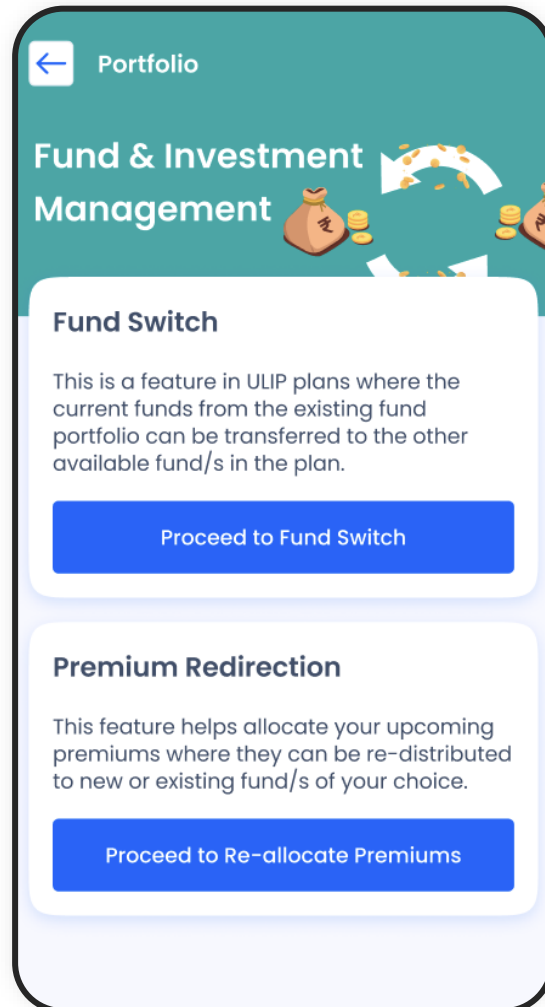 Portfolio
Fund & Investment
Management
₹
₹
Fund Switch
This is a feature in ULIP plans where the
current funds from the existing fund
portfolio can be transferred to the other
available fund/s in the plan.
Proceed to Fund Switch
Premium Redirection
This feature helps allocate your upcoming
premiums where they can be re-distributed
to new or existing fund/s of your choice.
Proceed to Re-allocate Premiums